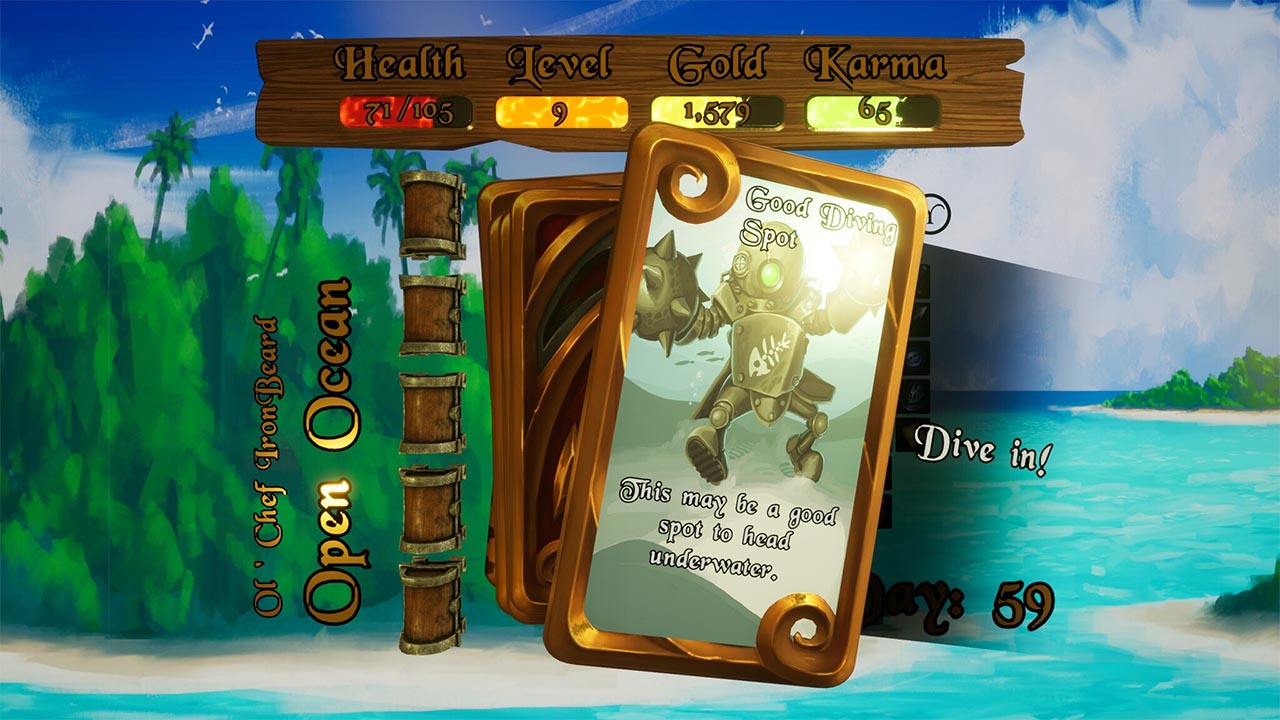 Health Level Gold Karma
71/105 9 1,579 65
Good Diving
Spot
This may be a good
spot to head
underwater.
Dive in!
Ol' Chef IronBeard
Open Ocean
Day: 59